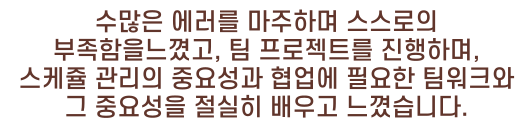 수많은 에러를 마주하며 스스로의
부족함을느꼈고, 팀 프로젝트를 진행하며,
스케쥴 관리의 중요성과 협업에 필요한 팀워크와
그 중요성을 절실히 배우고 느꼈습니다.